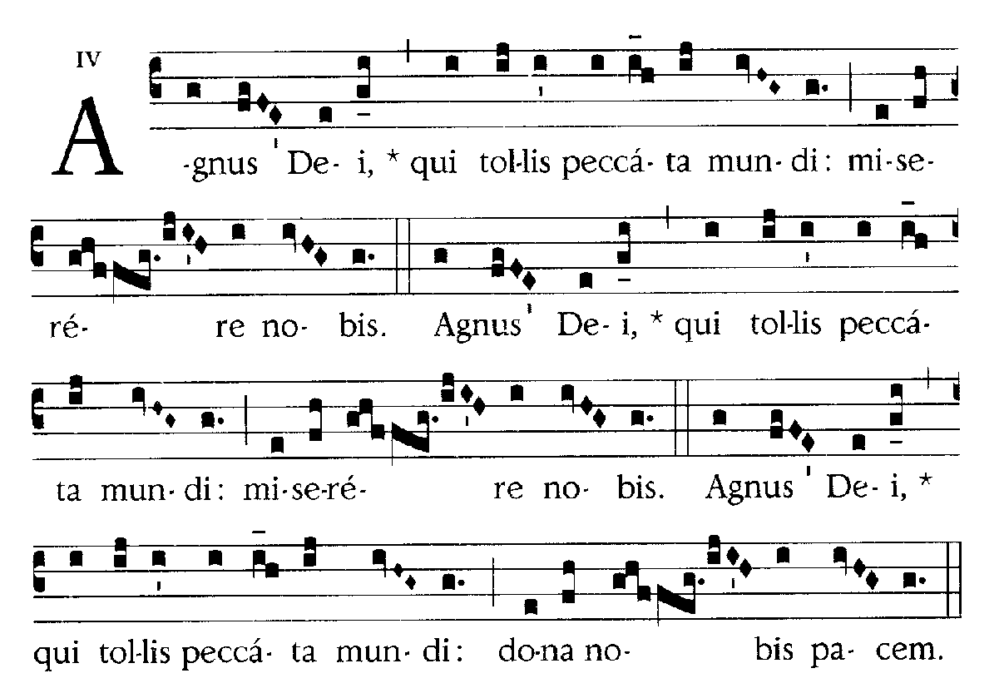 IV
A-gnus De- i, * qui tol-lis peccá- ta mun- di: mi-se-
ré- re no- bis. Agnus De- i, * qui tol-lis peccá-
ta mun- di: mi-se-ré- re no- bis. Agnus De- i, *
qui tol-lis peccá- ta mun- di: do-na no- bis pa- cem.